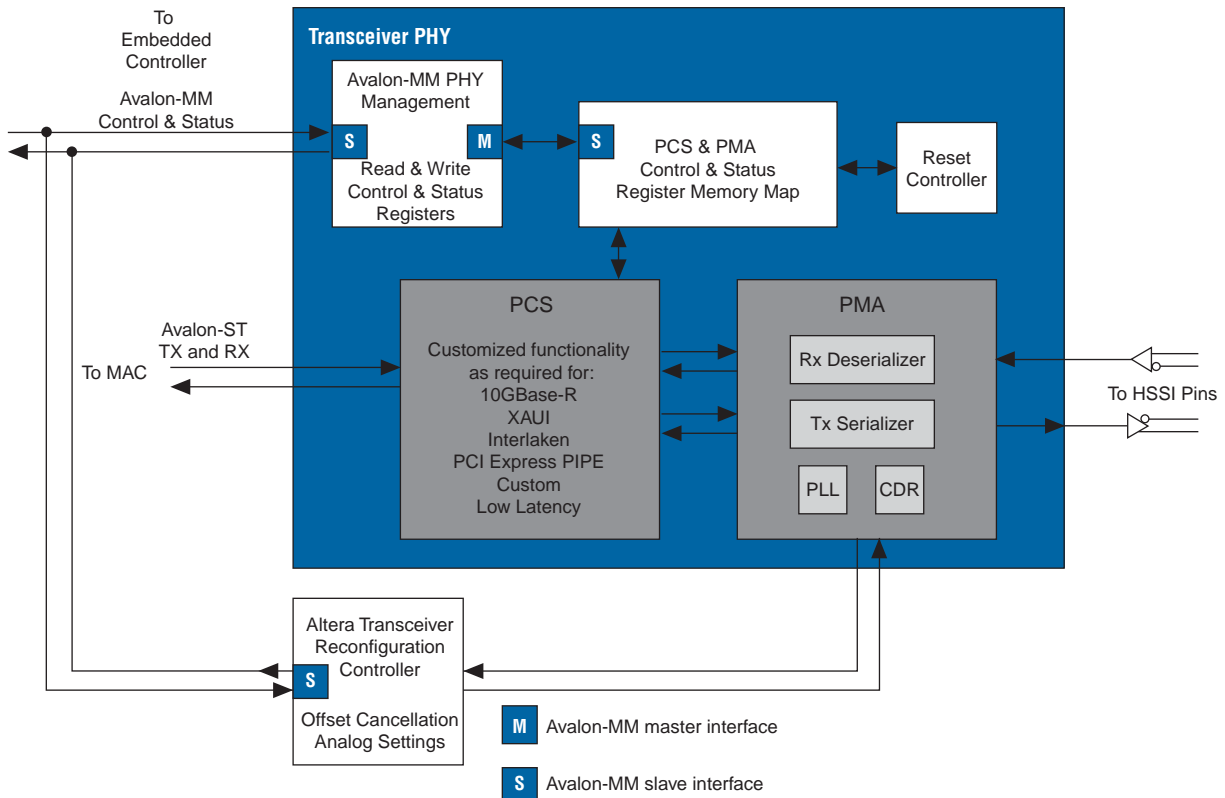 To
Embedded
Controller
Avalon-MM
Control & Status
Transceiver PHY
Avalon-MM PHY
Management
S
M
Read & Write
Control & Status
Registers
S
PCS & PMA
Control & Status
Register Memory Map
Reset
Controller
Avalon-ST
TX and RX
To MAC
PCS
Customized functionality
as required for:
10GBase-R
XAUI
Interlaken
PCI Express PIPE
Custom
Low Latency
PMA
Rx Deserializer
Tx Serializer
PLL
CDR
To HSSI Pins
Altera Transceiver
Reconfiguration
Controller
S
Offset Cancellation
Analog Settings
M Avalon-MM master interface
S Avalon-MM slave interface